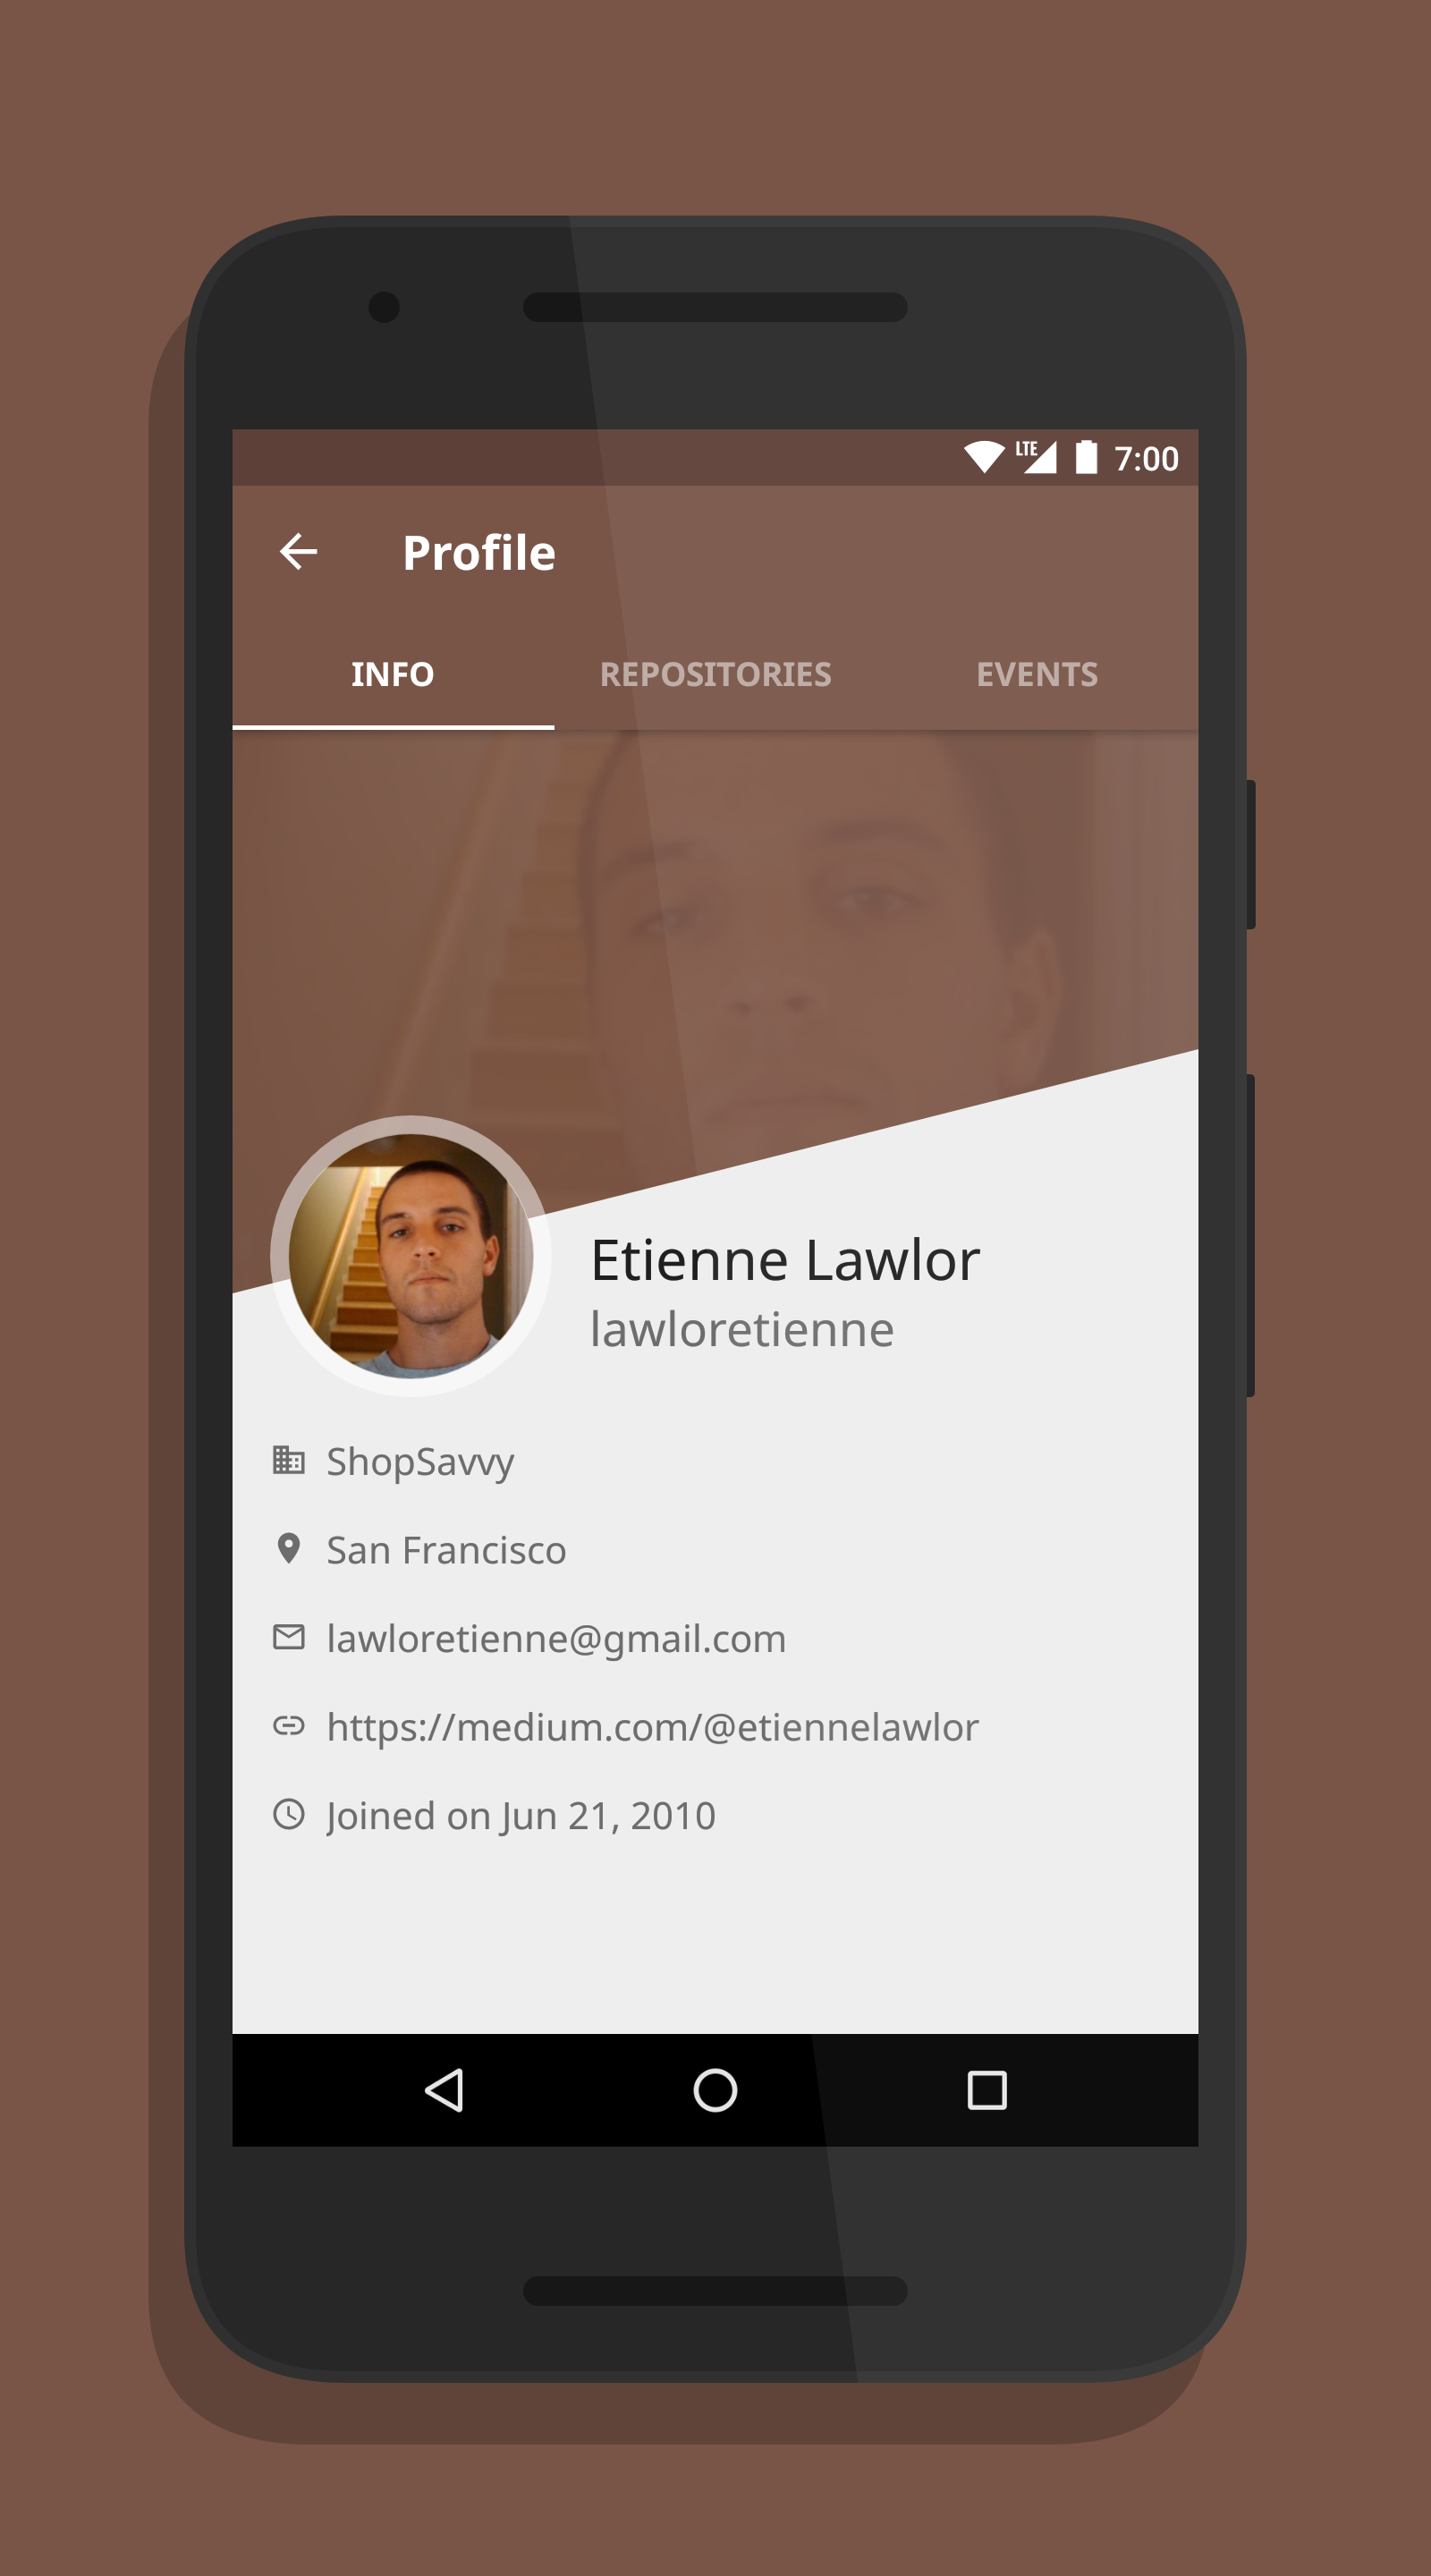 LTE 7:00
Profile
INFO REPOSITORIES EVENTS
Etienne Lawlor
lawloretienne
ShopSavvy
San Francisco
lawloretienne@gmail.com
https://medium.com/@etiennelawlor
Joined on Jun 21, 2010